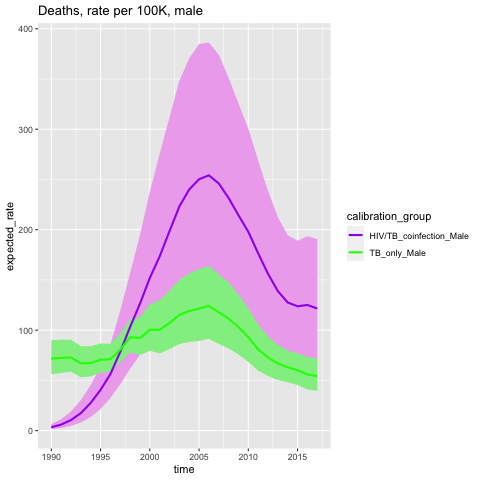 Deaths, rate per 100K, male
400
300
200
100
0
expected_rate
1990 1995 2000 2005 2010 2015
time
calibration_group
HIV/TB_coinfection_Male
TB_only_Male